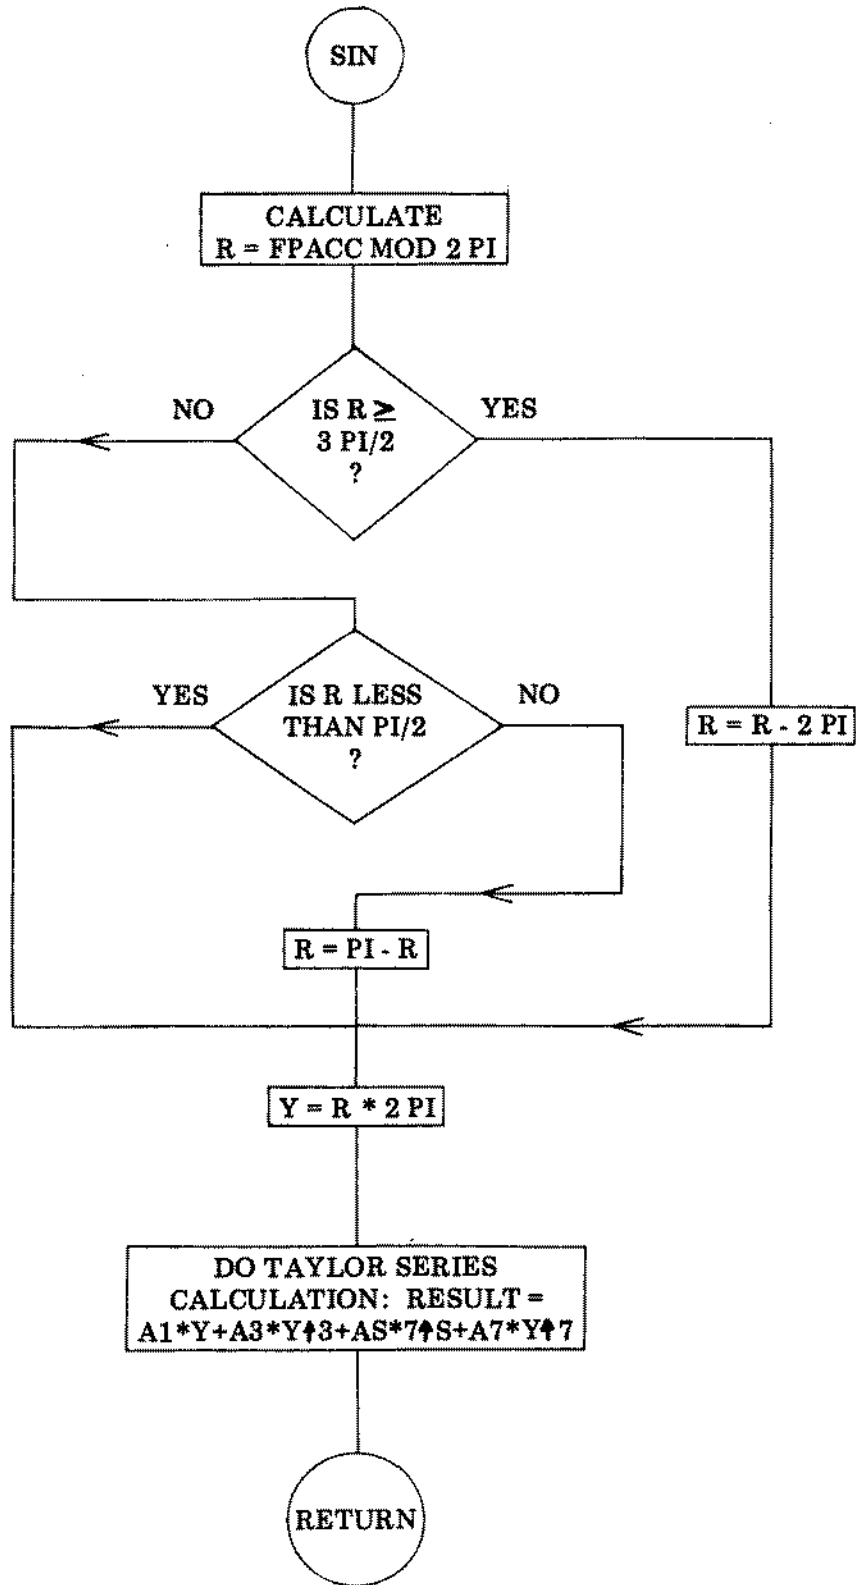 SIN
CALCULATE
R = FPACC MOD 2 PI
NO
IS R ≥
3 PI/2
?
YES
YES
IS R LESS
THAN PI/2
?
NO
R = R - 2 PI
R = PI - R
Y = R * 2 PI
DO TAYLOR SERIES
CALCULATION: RESULT =
A1*Y+A3*Y↑3+AS*7↑S+A7*Y↑7
RETURN